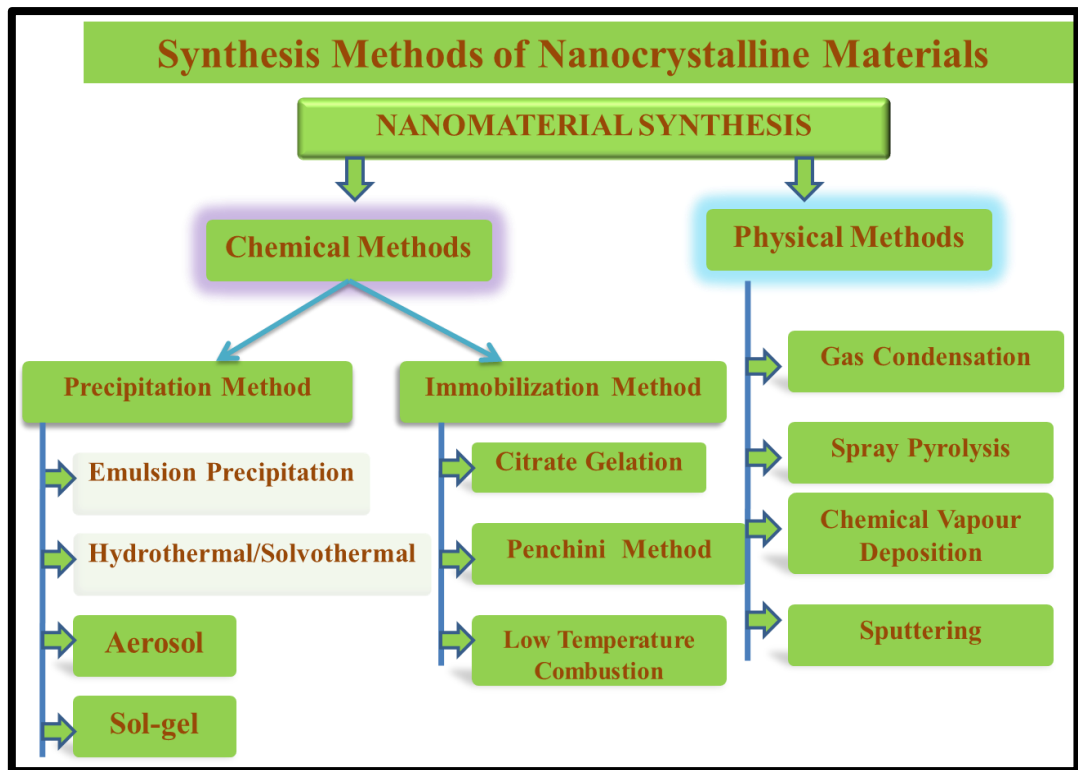 Synthesis Methods of Nanocrystalline Materials
NANOMATERIAL SYNTHESIS
Chemical Methods
Physical Methods
Precipitation Method
Emulsion Precipitation
Hydrothermal/Solvothermal
Aerosol
Sol-gel
Immobilization Method
Citrate Gelation
Penchini Method
Low Temperature
Combustion
Gas Condensation
Spray Pyrolysis
Chemical Vapour
Deposition
Sputtering